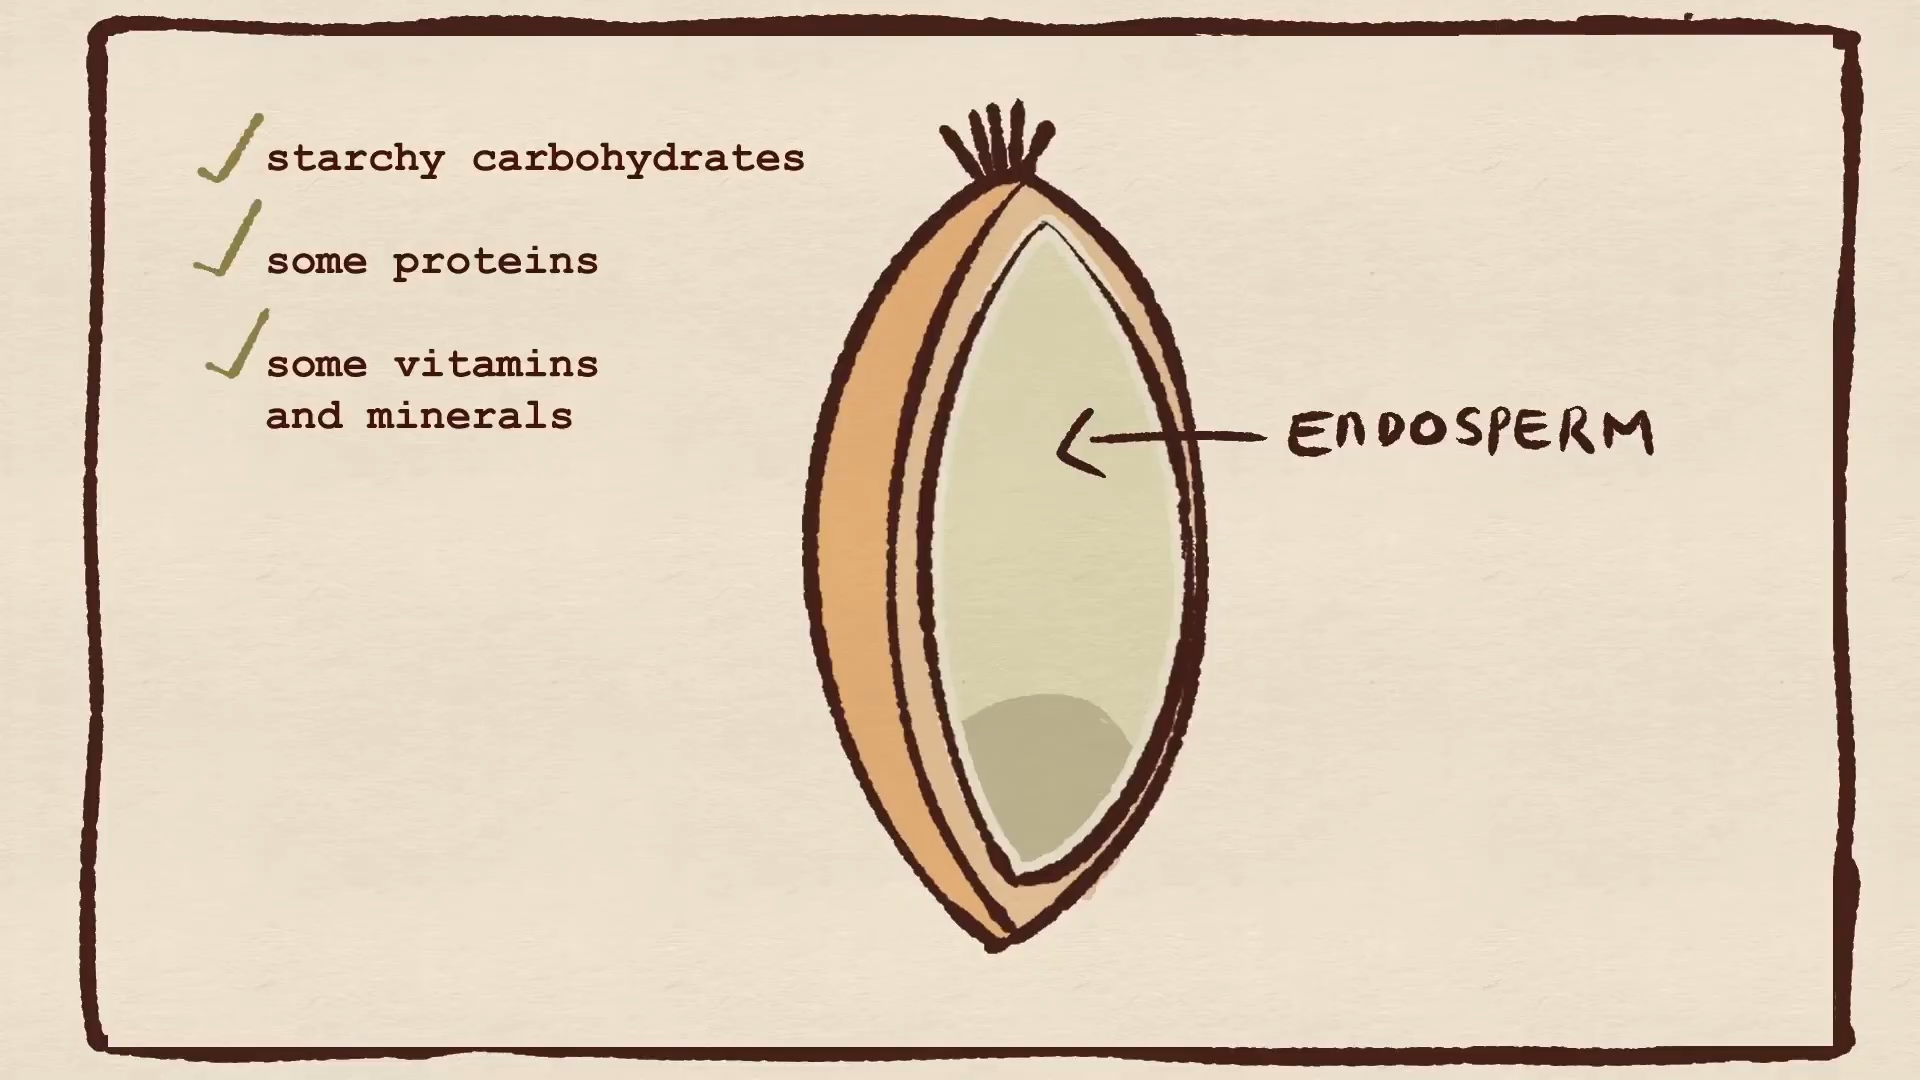 starchy carbohydrates
some proteins
some vitamins
and minerals
ENDOSPERM